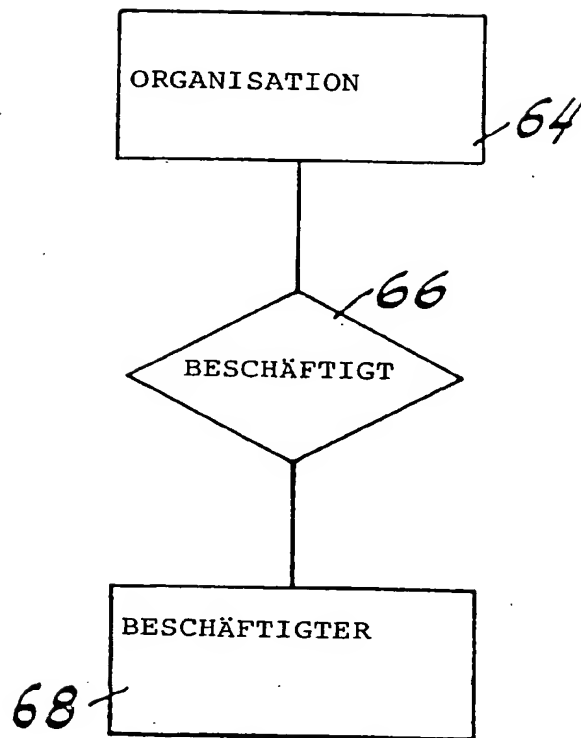 ORGANISATION
64
66
BESCHÄFTIGT
BESCHÄFTIGTER
68